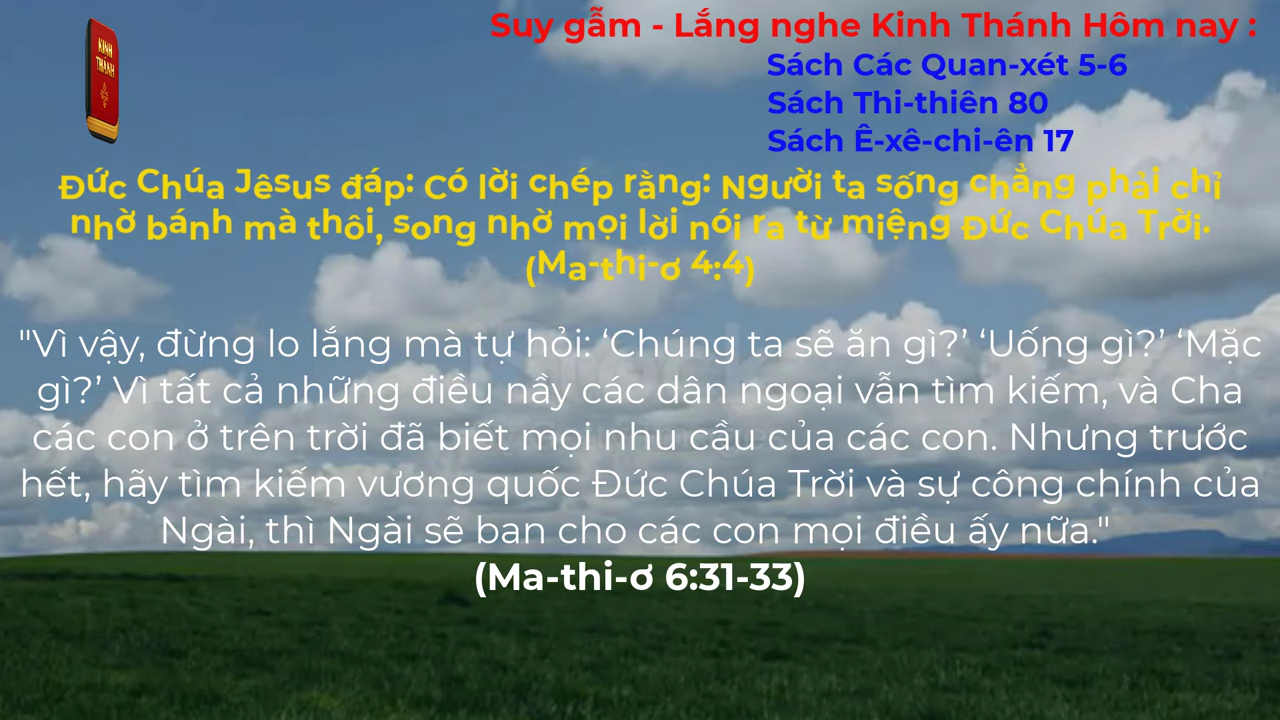 KINH
THÁNH
Suy gẫm - Lắng nghe Kinh Thánh Hôm nay :
Sách Các Quan-xét 5-6
Sách Thi-thiên 80
Sách Ê-xê-chi-ên 17
Đức Chúa Jêsus đáp: Có lời chép rằng: Người ta sống chẳng phải chỉ
nhờ bánh mà thôi, song nhờ mọi lời nói ra từ miệng Đức Chúa Trời.
(Ma-thi-ơ 4:4)
"Vì vậy, đừng lo lắng mà tự hỏi: ‘Chúng ta sẽ ăn gì?’ ‘Uống gì?’ ‘Mặc
gì?’ Vì tất cả những điều nầy các dân ngoại vẫn tìm kiếm, và Cha
các con ở trên trời đã biết mọi nhu cầu của các con. Nhưng trước
hết, hãy tìm kiếm vương quốc Đức Chúa Trời và sự công chính của
Ngài, thì Ngài sẽ ban cho các con mọi điều ấy nữa."
(Ma-thi-ơ 6:31-33)